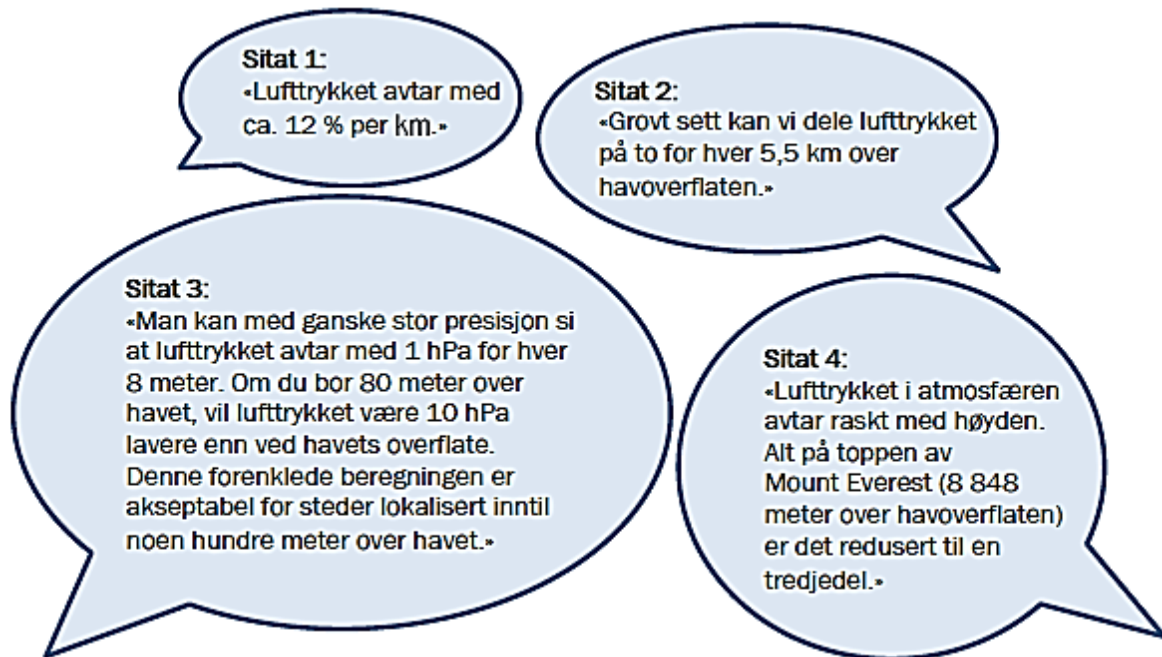 Sitat 1:
«Lufttrykket avtar med
ca. 12 % per km.»
Sitat 2:
«Grovt sett kan vi dele lufttrykket
på to for hver 5,5 km over
havoverflaten.»
Sitat 3:
«Man kan med ganske stor presisjon si
at lufttrykket avtar med 1 hPa for hver
8 meter. Om du bor 80 meter over
havet, vil lufttrykket være 10 hPa
lavere enn ved havets overflate.
Denne forenklede beregningen er
akseptabel for steder lokalisert inntil
noen hundre meter over havet.»
Sitat 4:
«Lufttrykket i atmosfæren
avtar raskt med høyden.
Alt på toppen av
Mount Everest (8 848
meter over havoverflaten)
er det redusert til en
tredjedel.»